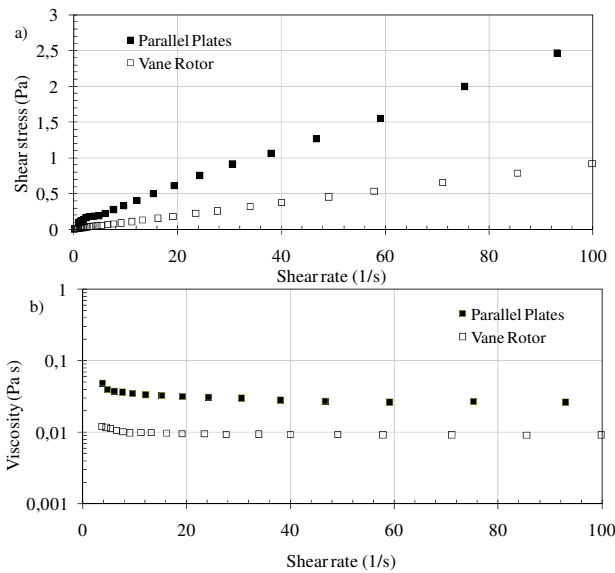 a)
Shear stress (Pa)
3
2,5
2
1,5
1
0,5
0
Parallel Plates
Vane Rotor
0 20 40 60 80 100
Shear rate (1/s)
b)
Viscosity (Pa s)
1
0,1
0,01
0,001
Parallel Plates
Vane Rotor
0 20 40 60 80 100
Shear rate (1/s)